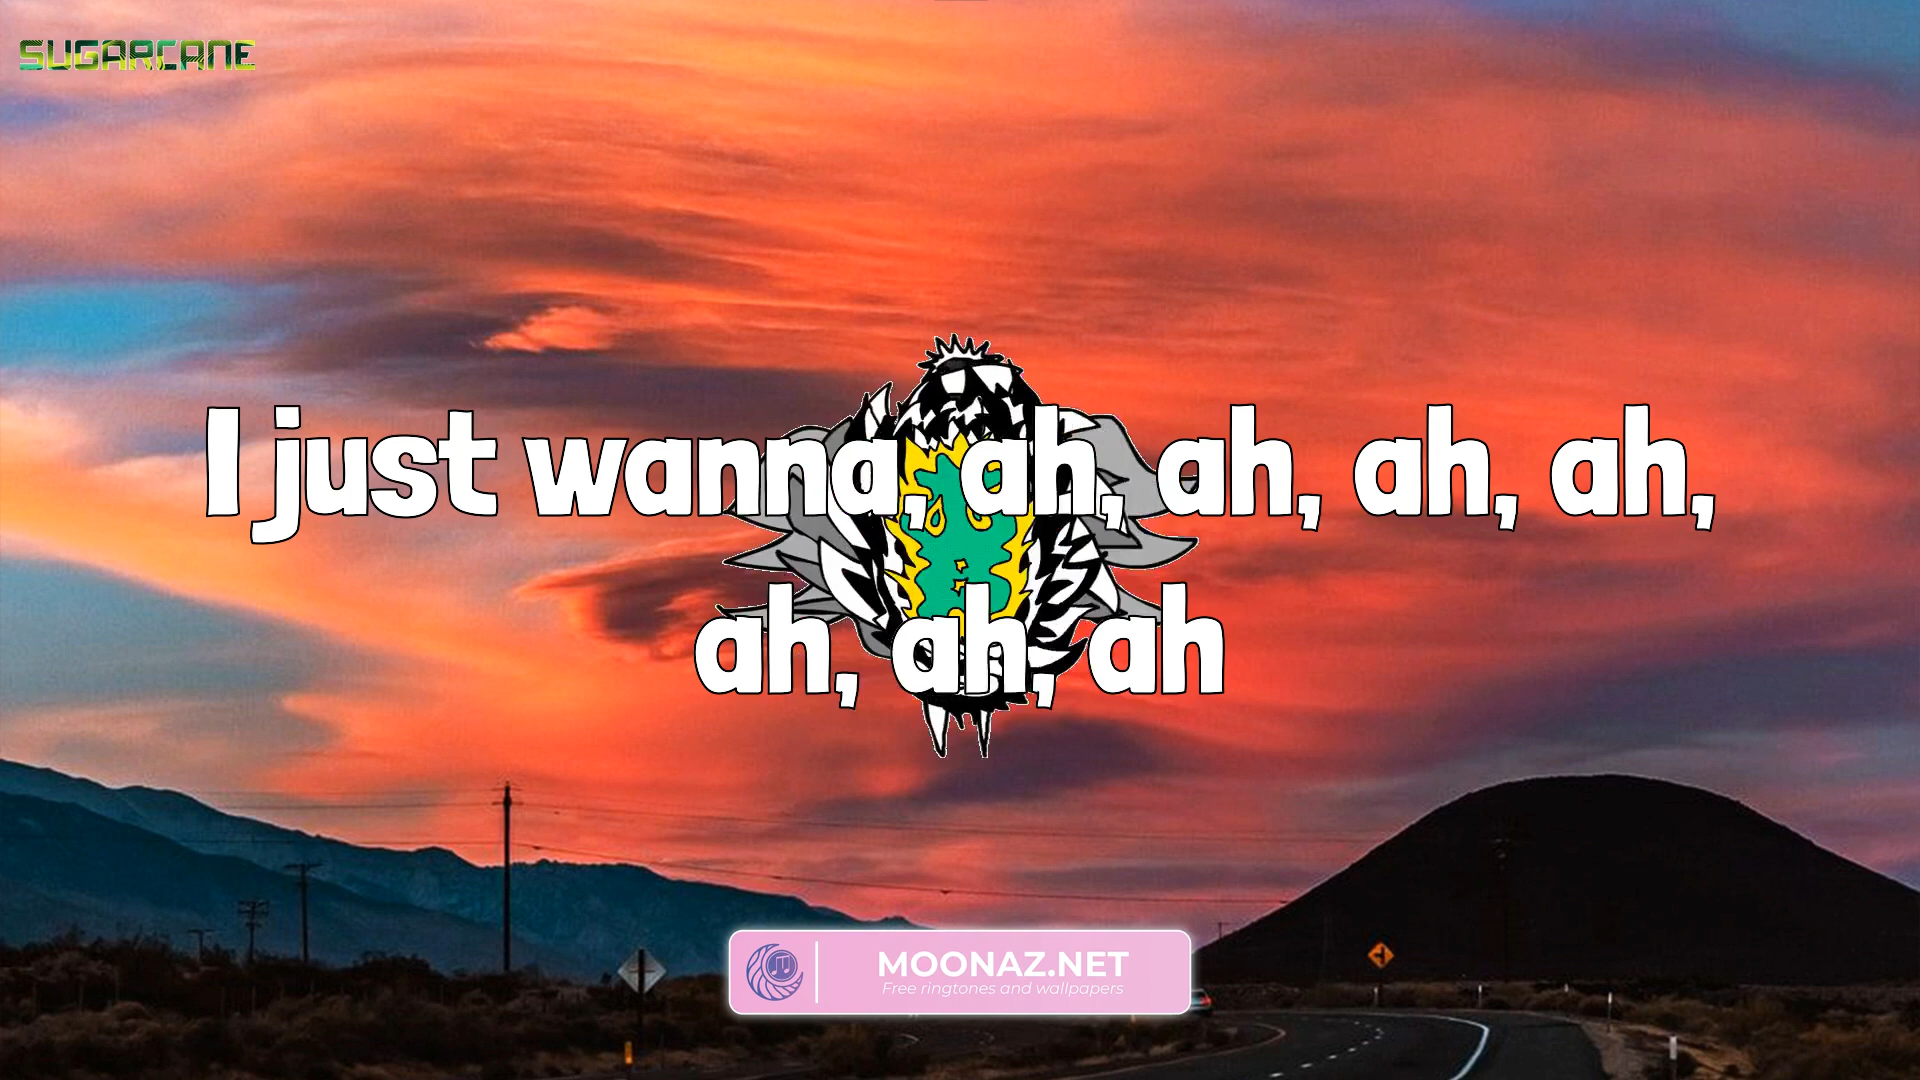 SUGARCANE
I just wanna, ah, ah, ah, ah,
ah, ah, ah
MOONAZ.NET
Free ringtones and wallpapers